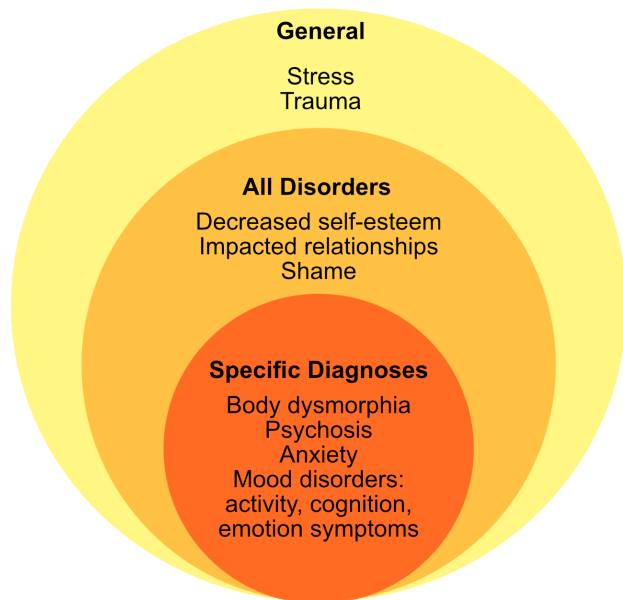 General
Stress
Trauma
All Disorders
Decreased self-esteem
Impacted relationships
Shame
Specific Diagnoses
Body dysmorphia
Psychosis
Anxiety
Mood disorders:
activity, cognition,
emotion symptoms